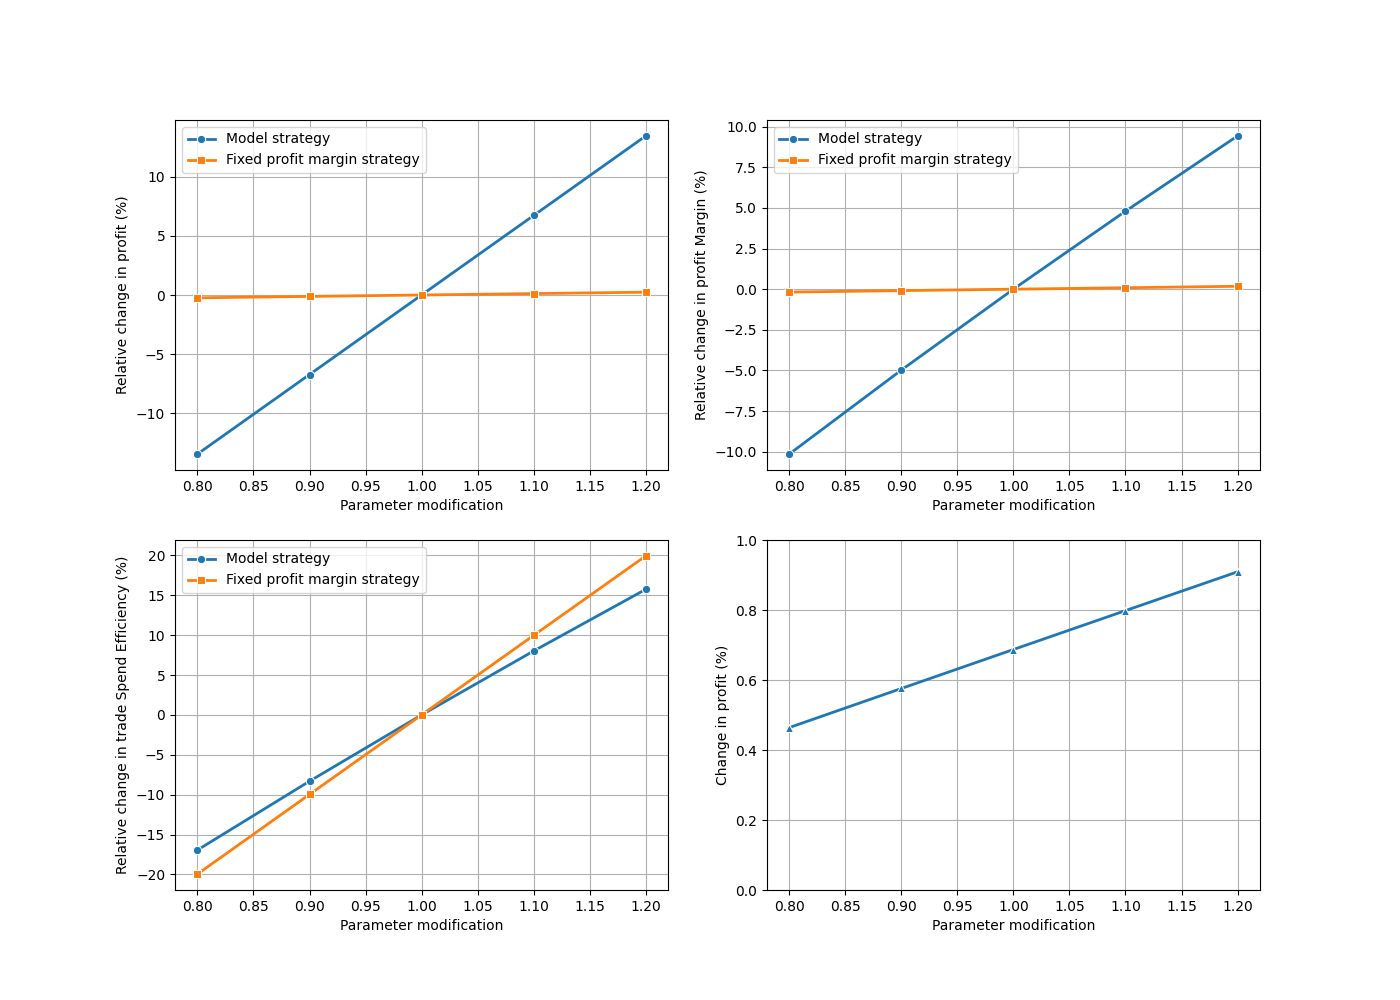 Model strategy
Fixed profit margin strategy
Relative change in profit (%)
10
5
0
−5
−10
0.80 0.85 0.90 0.95 1.00 1.05 1.10 1.15 1.20
Parameter modification
Model strategy
Fixed profit margin strategy
Relative change in profit Margin (%)
10.0
7.5
5.0
2.5
0.0
−2.5
−5.0
−7.5
−10.0
0.80 0.85 0.90 0.95 1.00 1.05 1.10 1.15 1.20
Parameter modification
Model strategy
Fixed profit margin strategy
Relative change in trade Spend Efficiency (%)
20
15
10
5
0
−5
−10
−15
−20
0.80 0.85 0.90 0.95 1.00 1.05 1.10 1.15 1.20
Parameter modification
Change in profit (%)
1.0
0.8
0.6
0.4
0.2
0.0
0.80 0.85 0.90 0.95 1.00 1.05 1.10 1.15 1.20
Parameter modification